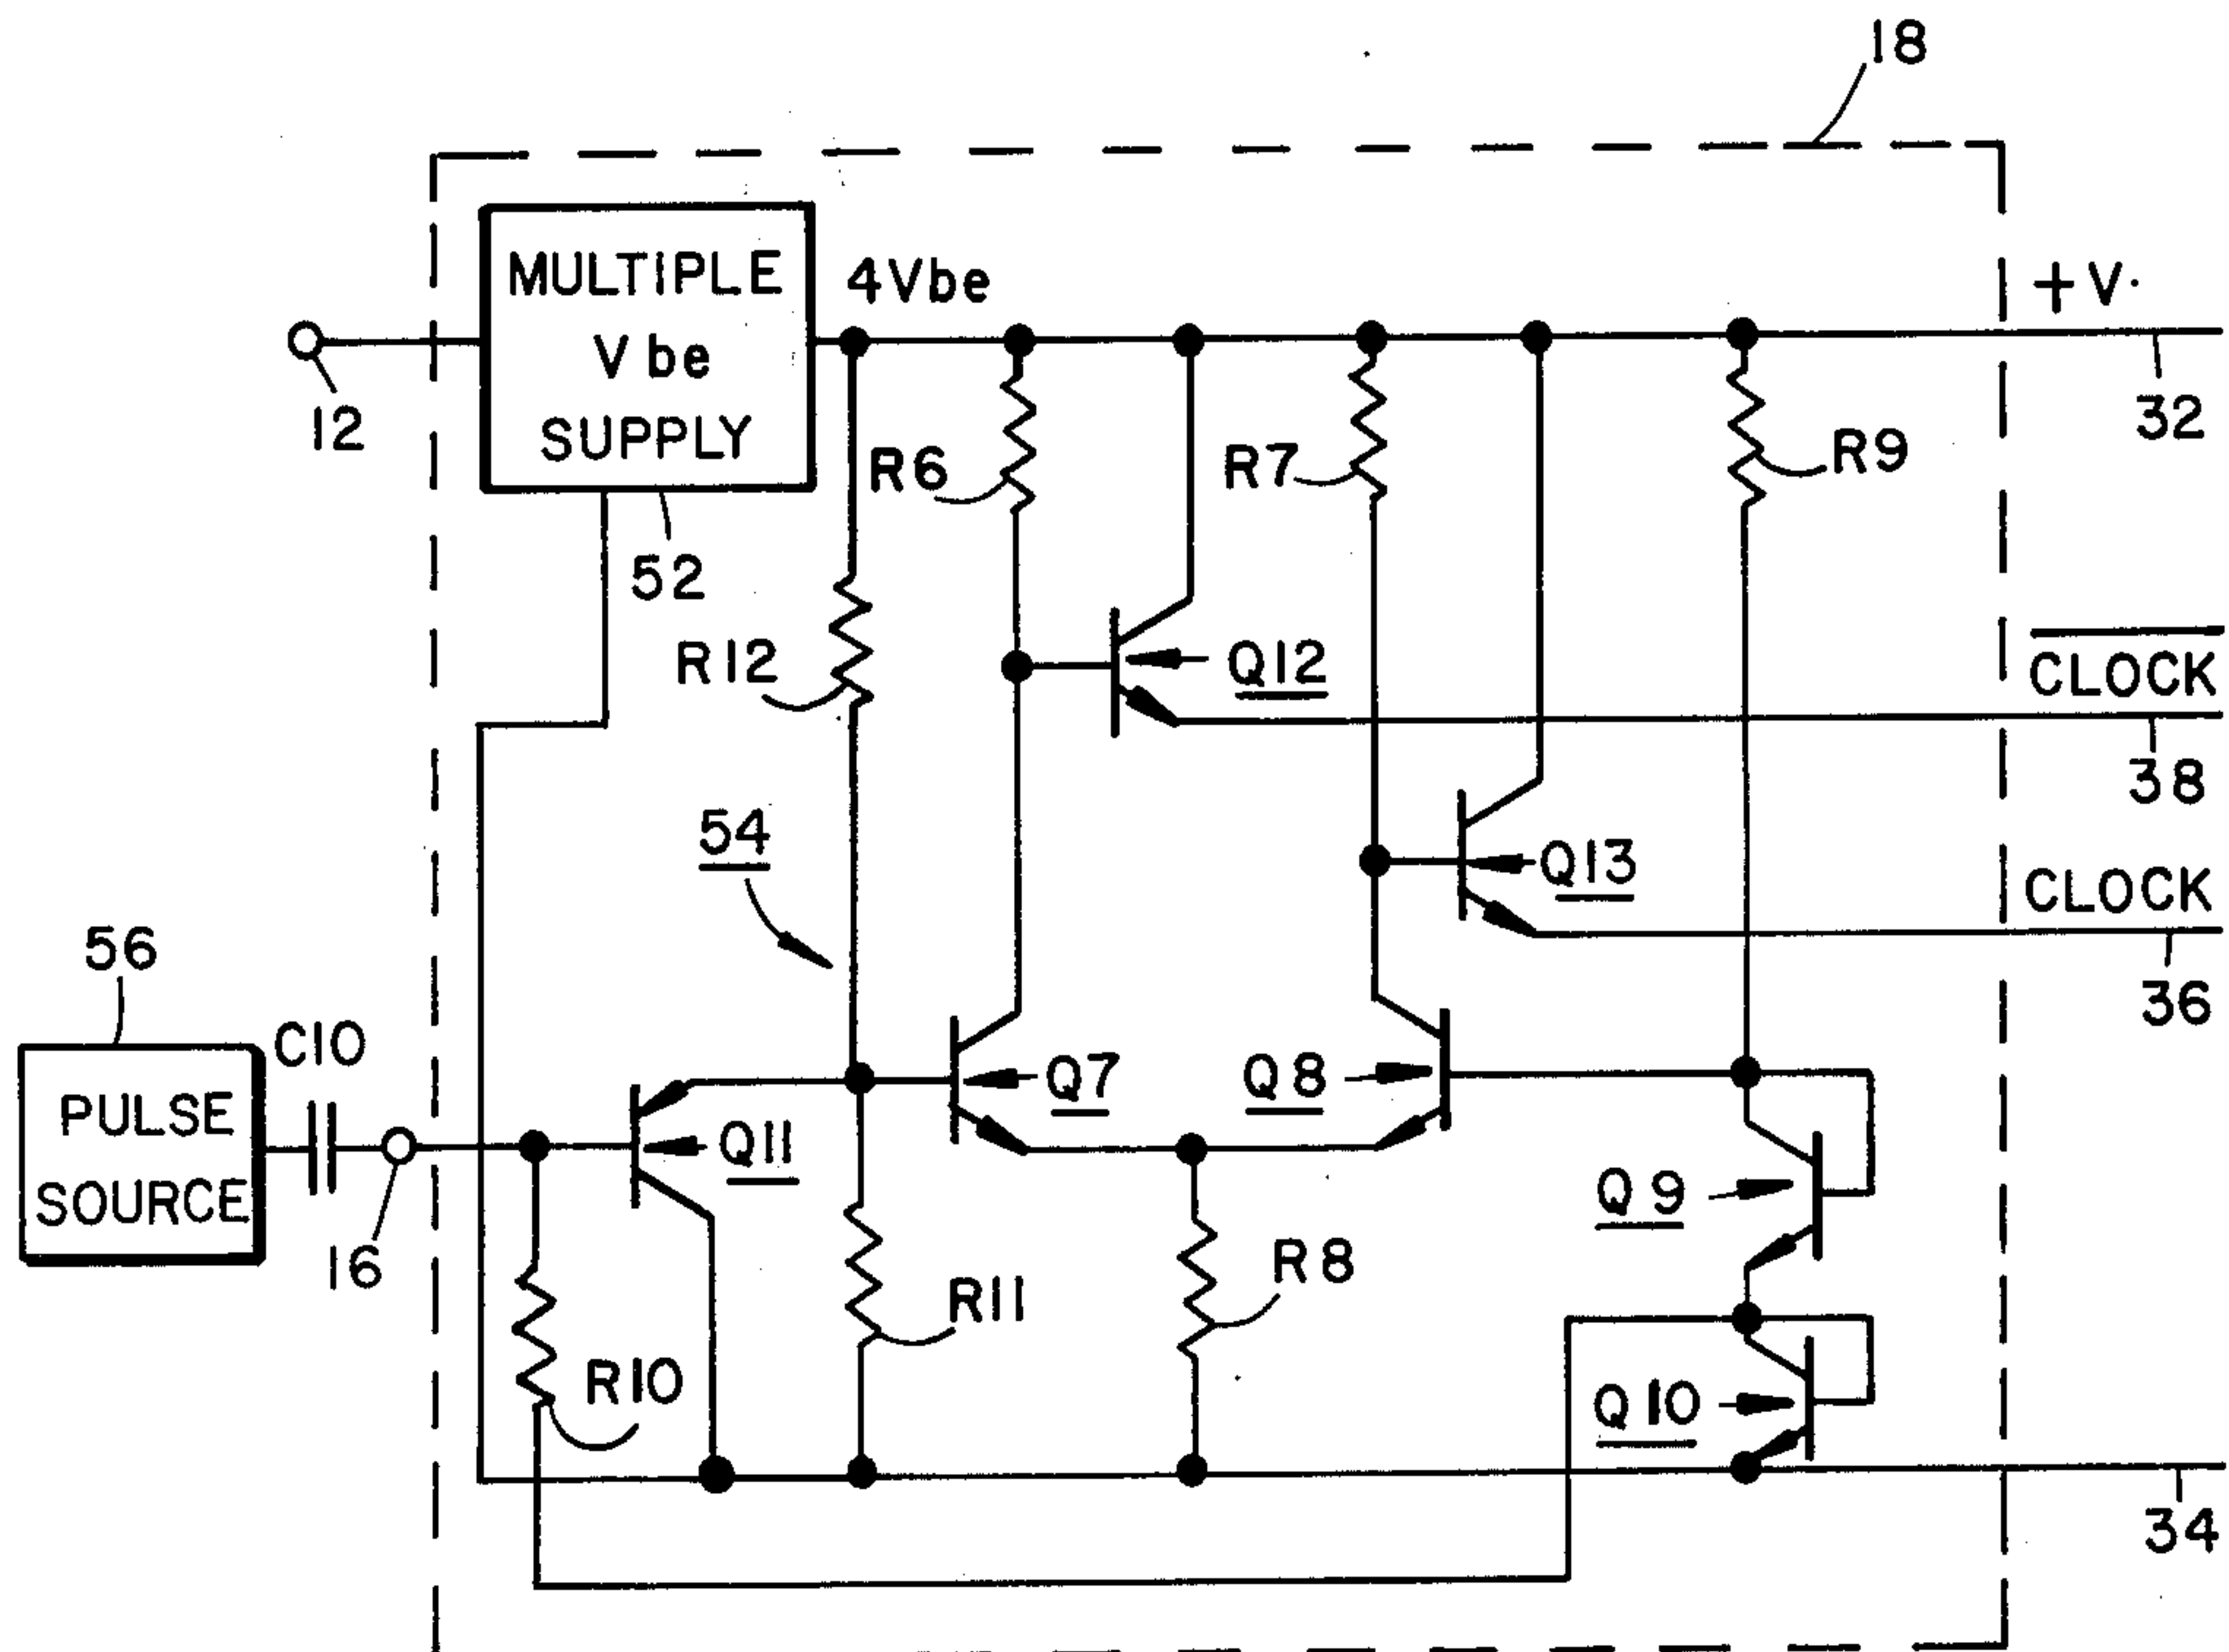 18
MULTIPLE
Vbe
SUPPLY
4Vbe
+V
12
R6
R7
R9
32
52
R12
Q12
CLOCK
38
54
Q13
CLOCK
36
56
C10
PULSE
SOURCE
16
Q11
Q7
Q8
Q9
R10
R11
R8
Q10
34